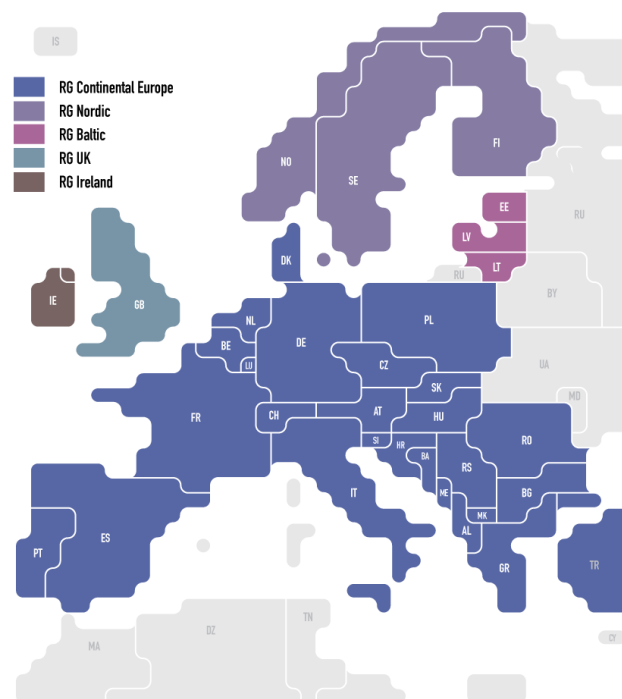 IS
RG Continental Europe
RG Nordic
RG Baltic
RG UK
RG Ireland
NO
SE
FI
RU
EE
LV
LT
RU
BY
DK
IE
GB
NL
BE
LU
DE
PL
CZ
UA
MD
SK
FR
CH
AT
HU
SI
HR
BA
RS
RO
IT
ME
MK
BG
AL
ES
PT
GR
TR
MA
DZ
TN
CY